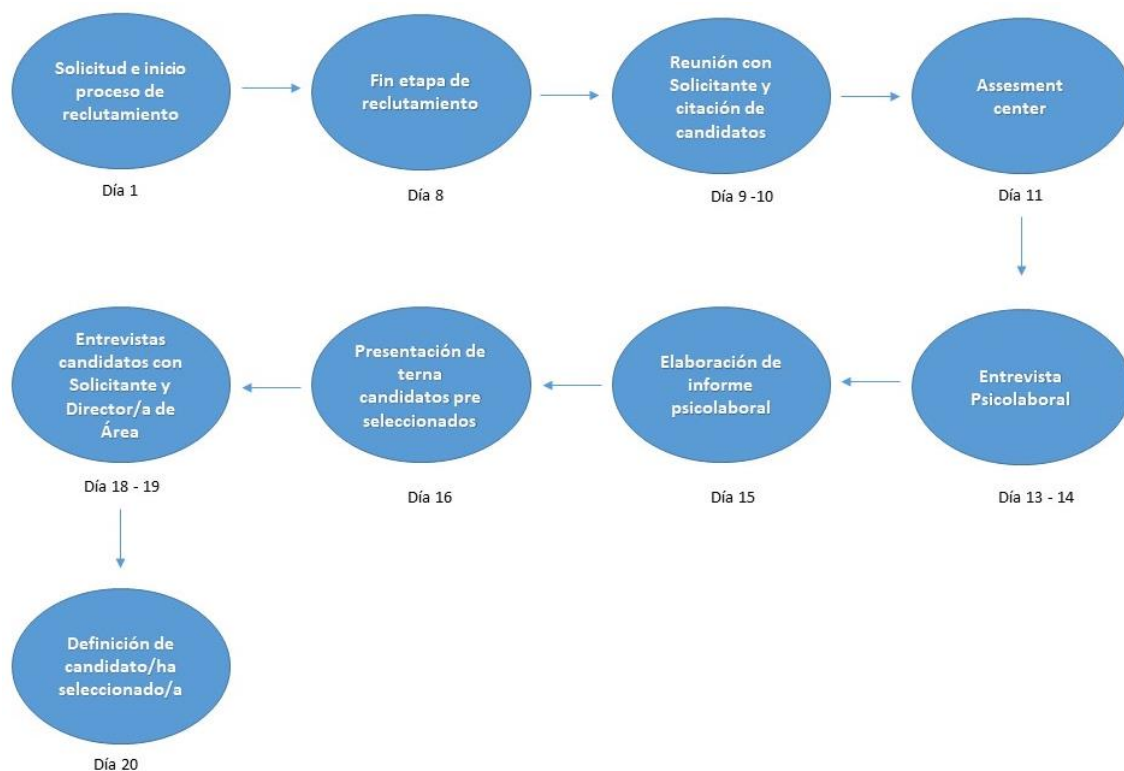 Solicitud e inicio
proceso de
reclutamiento
Día 1
Fin etapa de
reclutamiento
Día 8
Reunión con
Solicitante y
citación de
candidatos
Día 9 -10
Assesment
center
Día 11
Entrevista
Psicolaboral
Día 13 - 14
Elaboración de
informe
psicolaboral
Día 15
Presentación de
terna
candidatos pre
seleccionados
Día 16
Entrevistas
candidatos con
Solicitante y
Director/a de
Área
Día 18 - 19
Definición de
candidato/ha
seleccionado/a
Día 20